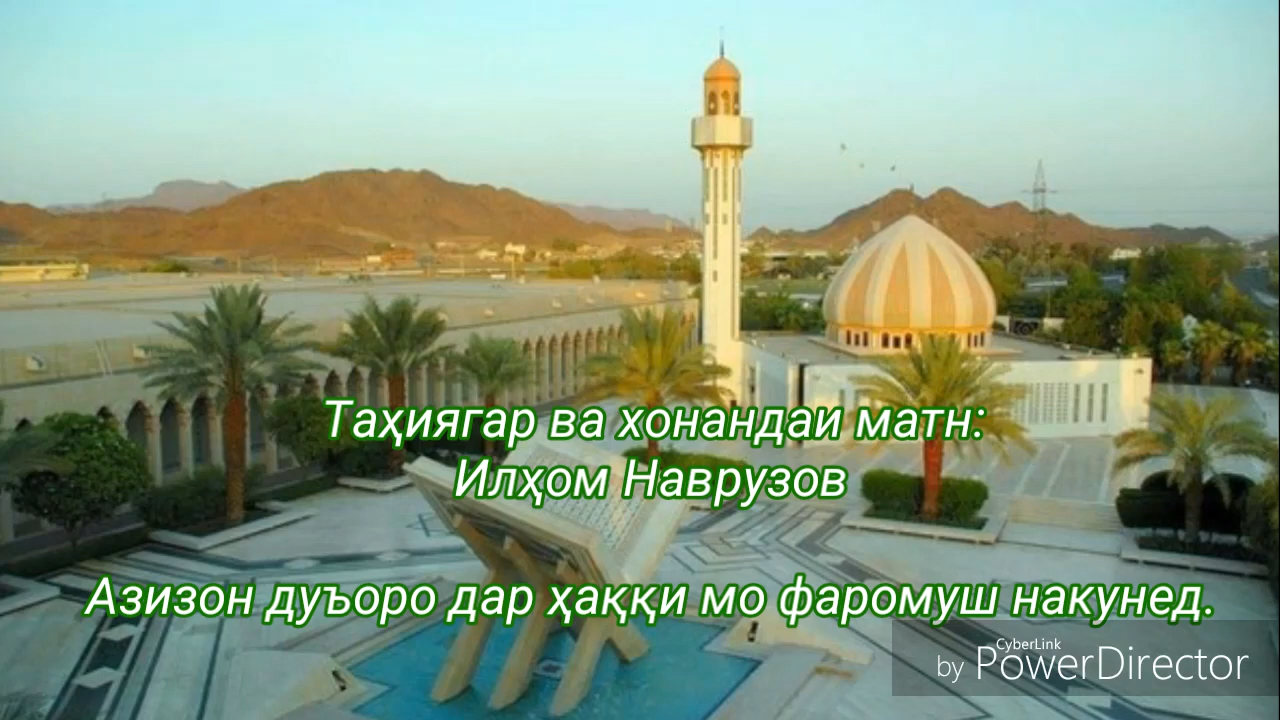 Таҳиягар ва хонандаи матн:
Илҳом Наврузов
Азизон дуъоро дар ҳаққи мо фаромуш накунед.
CyberLink
by PowerDirector